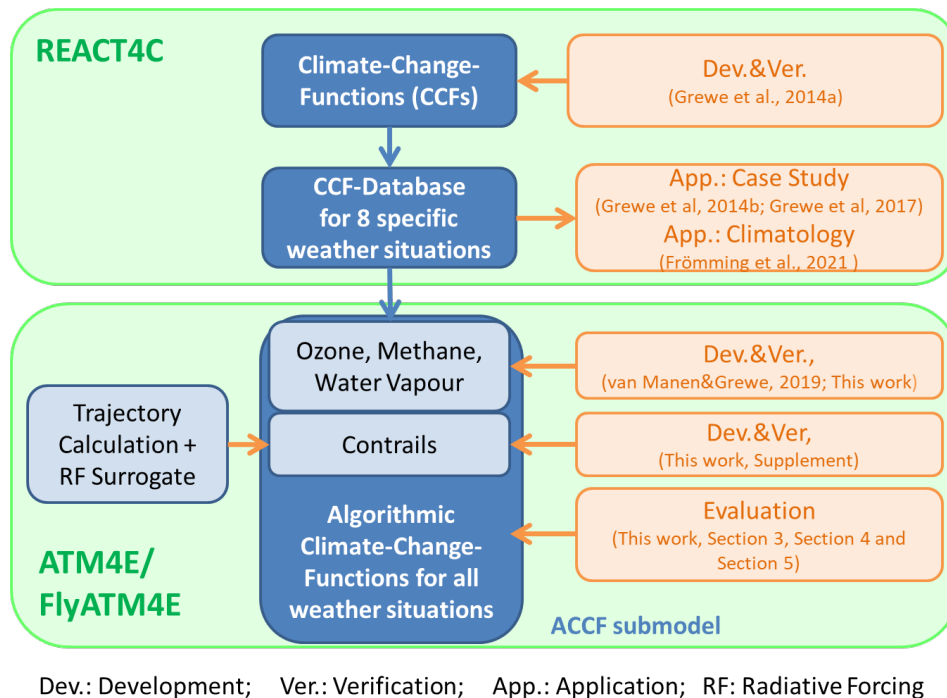 REACT4C
Climate-Change-
Functions (CCFs)
Dev.&Ver.
(Grewe et al., 2014a)
CCF-Database
for 8 specific
weather situations
App.: Case Study
(Grewe et al, 2014b; Grewe et al, 2017)
App.: Climatology
(Frömming et al., 2021 )
Ozone, Methane,
Water Vapour
Dev.&Ver.,
(van Manen&Grewe, 2019; This work)
Trajectory
Calculation +
RF Surrogate
Contrails
Dev.&Ver,
(This work, Supplement)
Algorithmic
Climate-Change-
Functions for all
weather situations
Evaluation
(This work, Section 3, Section 4 and
Section 5)
ATM4E/
FlyATM4E
ACCF submodel
Dev.: Development; Ver.: Verification; App.: Application; RF: Radiative Forcing